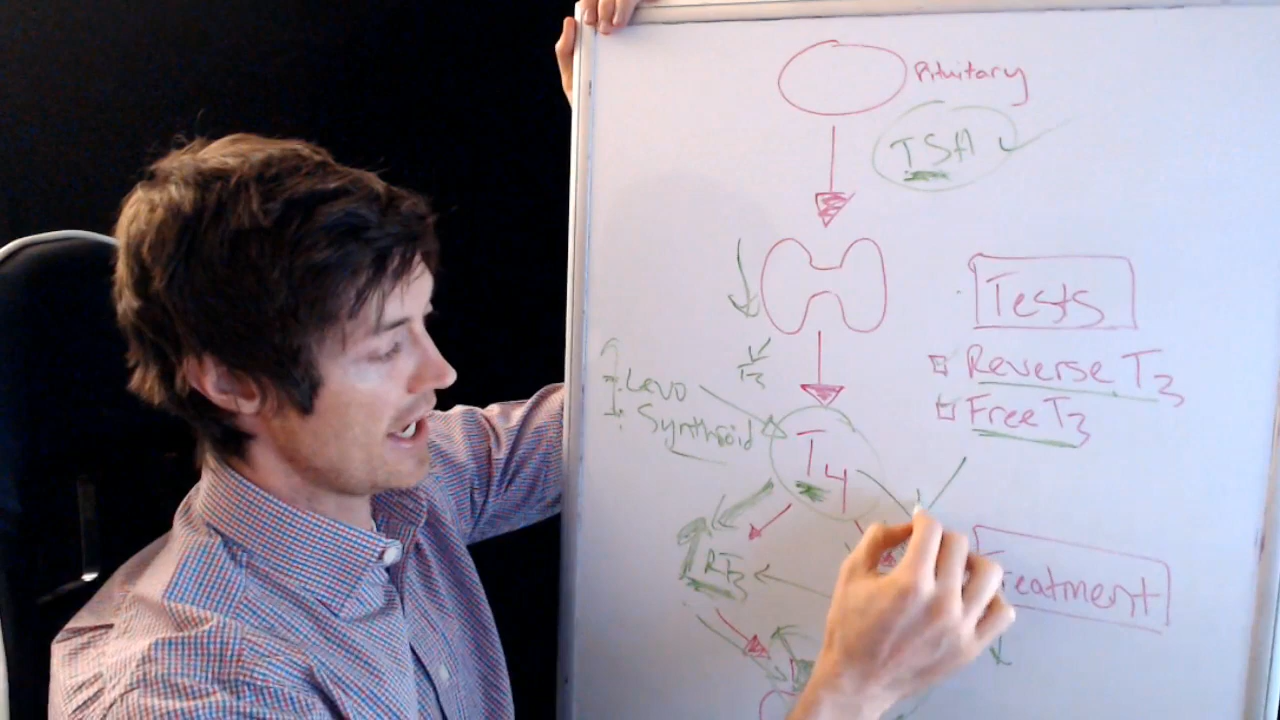 Pituitary
TSH
Tests
Reverse T3
T3
Free T3
Levo
Synthroid
T4
RT3
Treatment